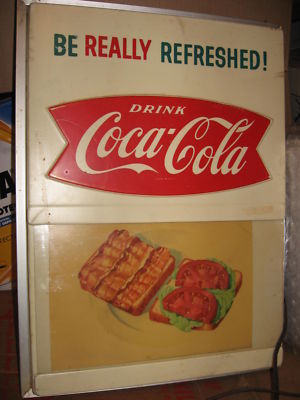 BE REALLY REFRESHED!
DRINK
Coca-Cola